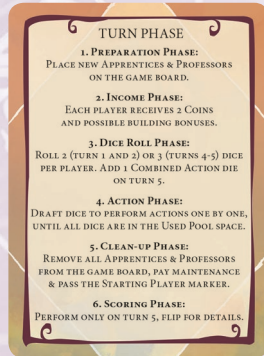 TURN PHASE
1. PREPARATION PHASE:
PLACE NEW APPRENTICES & PROFESSORS
ON THE GAME BOARD.
2. INCOME PHASE:
EACH PLAYER RECEIVES 2 COINS
AND POSSIBLE BUILDING BONUSES.
3. DICE ROLL PHASE:
ROLL 2 (TURN 1 AND 2) OR 3 (TURNS 4-5) DICE
PER PLAYER. ADD 1 COMBINED ACTION DIE
ON TURN 5.
4. ACTION PHASE:
DRAFT DICE TO PERFORM ACTIONS ONE BY ONE,
UNTIL ALL DICE ARE IN THE USED POOL SPACE.
5. CLEAN-UP PHASE:
REMOVE ALL APPRENTICES & PROFESSORS
FROM THE GAME BOARD, PAY MAINTENANCE
& PASS THE STARTING PLAYER MARKER.
6. SCORING PHASE:
PERFORM ONLY ON TURN 5, FLIP FOR DETAILS.